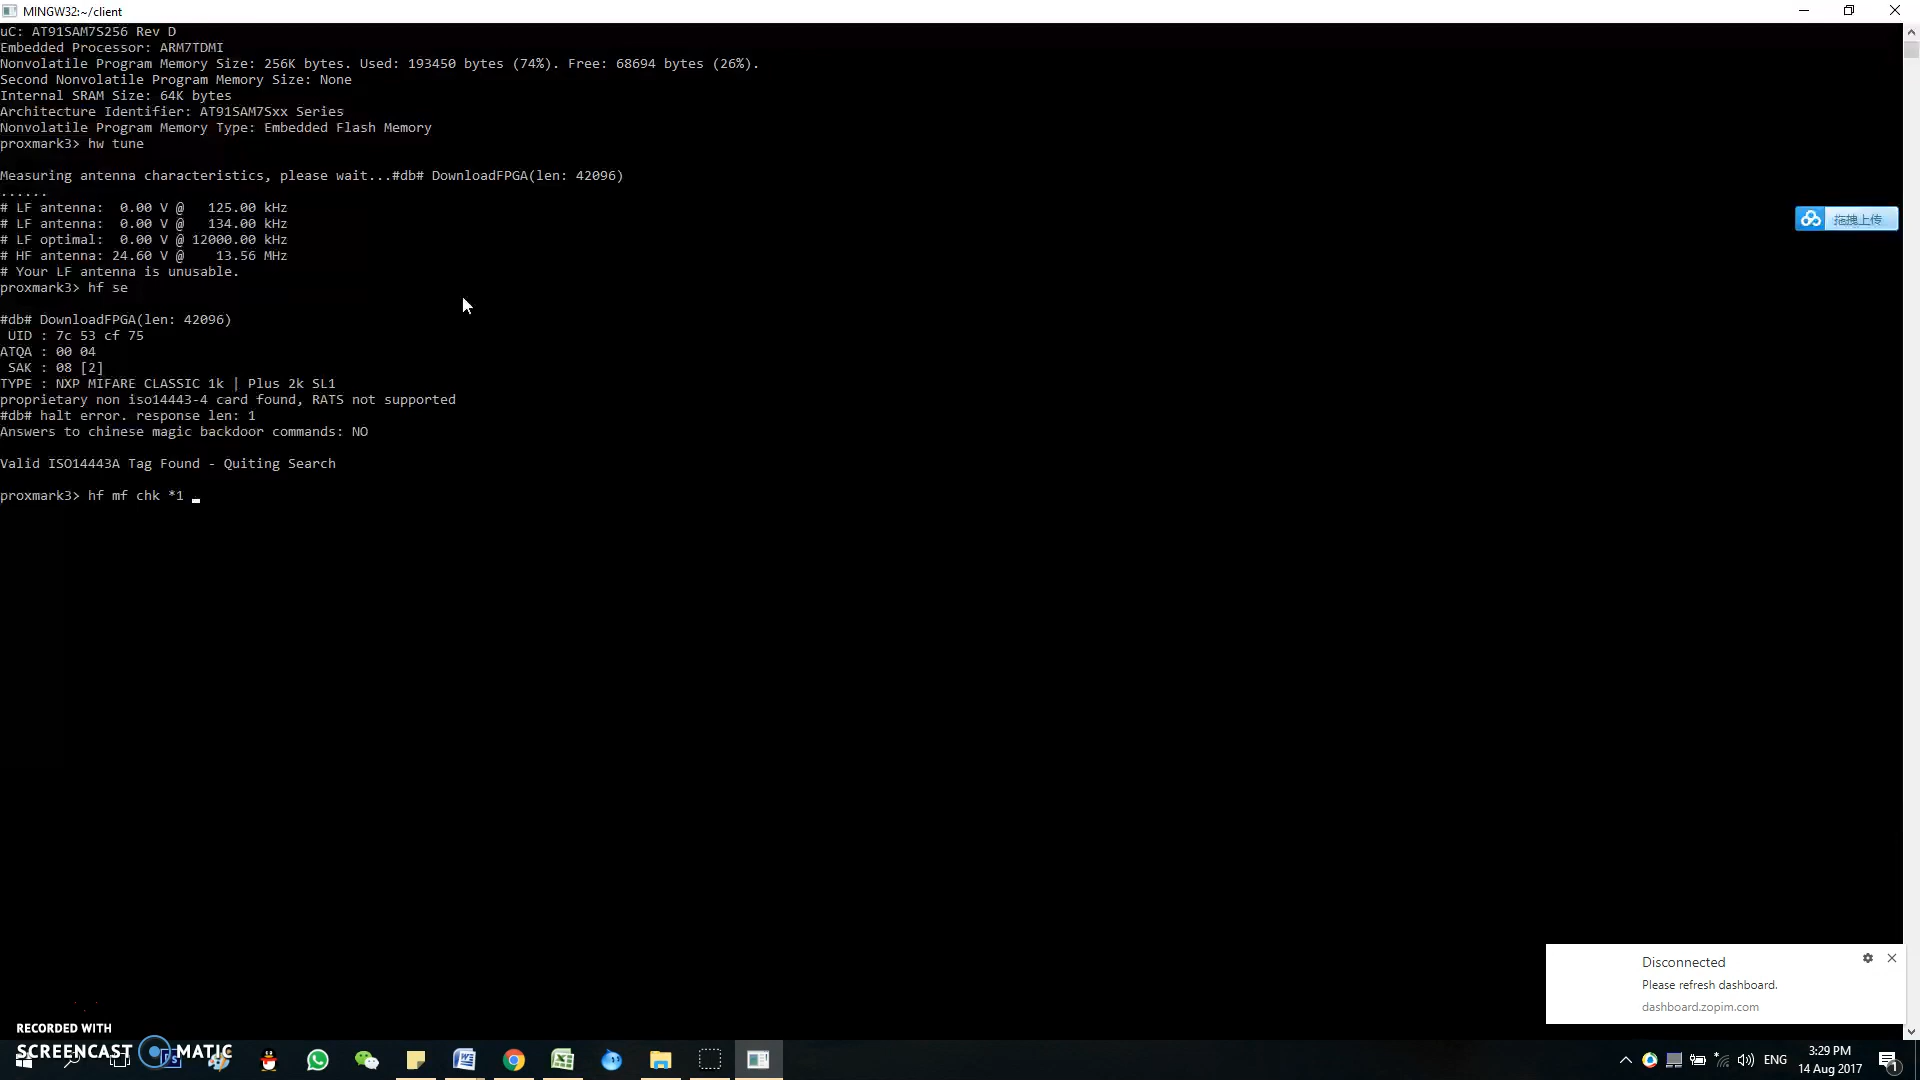 MINGW32:~/client
uC: AT91SAM7S256 Rev D
Embedded Processor: ARM7TDMI
Nonvolatile Program Memory Size: 256K bytes. Used: 193450 bytes (74%). Free: 68694 bytes (26%).
Second Nonvolatile Program Memory Size: None
Internal SRAM Size: 64K bytes
Architecture Identifier: AT91SAM7Sxx Series
Nonvolatile Program Memory Type: Embedded Flash Memory
proxmark3> hw tune
Measuring antenna characteristics, please wait...#db# DownloadFPGA(len: 42096)
......
# LF antenna:  0.00 V @   125.00 kHz
# LF antenna:  0.00 V @   134.00 kHz
# LF optimal:  0.00 V @ 12000.00 kHz
# HF antenna: 24.60 V @    13.56 MHz
# Your LF antenna is unusable.
proxmark3> hf se
#db# DownloadFPGA(len: 42096)
UID : 7c 53 cf 75
ATQA : 00 04
SAK : 08 [2]
TYPE : NXP MIFARE CLASSIC 1k | Plus 2k SL1
proprietary non iso14443-4 card found, RATS not supported
#db# halt error. response len: 1
Answers to chinese magic backdoor commands: NO
Valid ISO14443A Tag Found - Quiting Search
proxmark3> hf mf chk *1 _
拖拽上传
Disconnected
Please refresh dashboard.
dashboard.zopim.com
RECORDED WITH
SCREENCAST MATIC
ENG
3:29 PM
14 Aug 2017
1